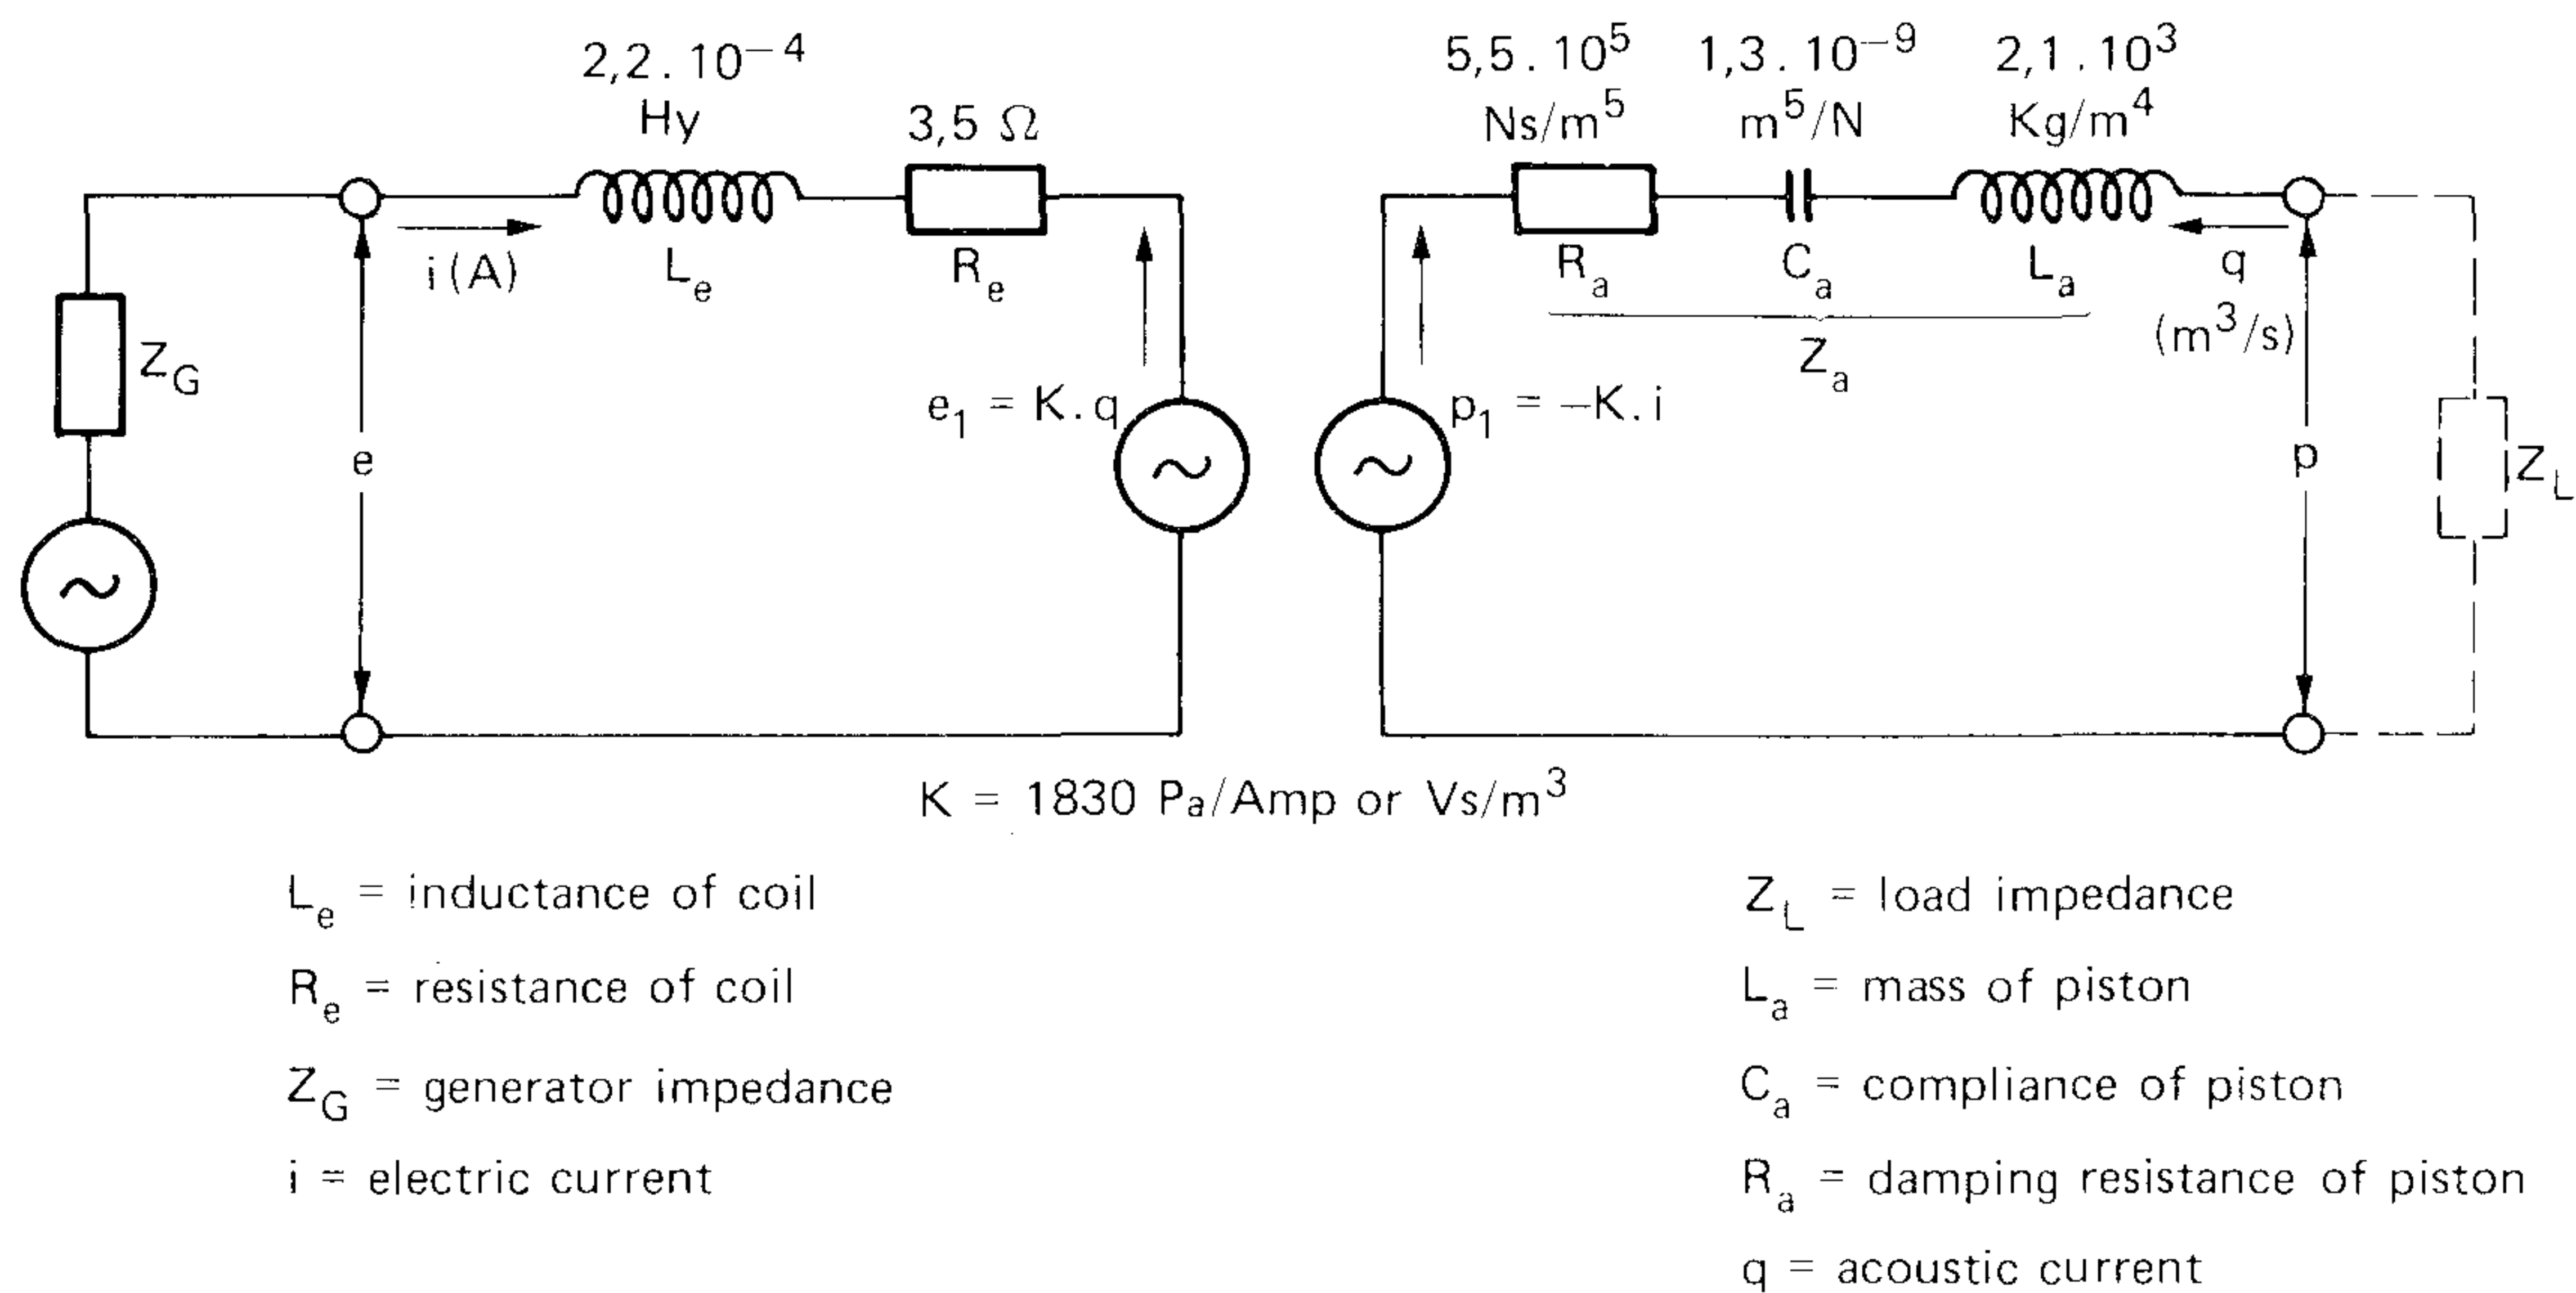 2,2 . 10⁻⁴
Hy
3,5 Ω
5,5 . 10⁵
Ns/m⁵
1,3 . 10⁻⁹
m⁵/N
2,1 . 10³
Kg/m⁴
i (A)
Lₑ
Rₑ
Rₐ
Cₐ
Lₐ
q
(m³/s)
Zₐ
Z_G
e
e₁ = K. q
p₁ = –K. i
p
Z_L
~
~
~
K = 1830 Pa/Amp or Vs/m³
Lₑ = inductance of coil
Rₑ = resistance of coil
Z_G = generator impedance
i = electric current
Z_L = load impedance
Lₐ = mass of piston
Cₐ = compliance of piston
Rₐ = damping resistance of piston
q = acoustic current